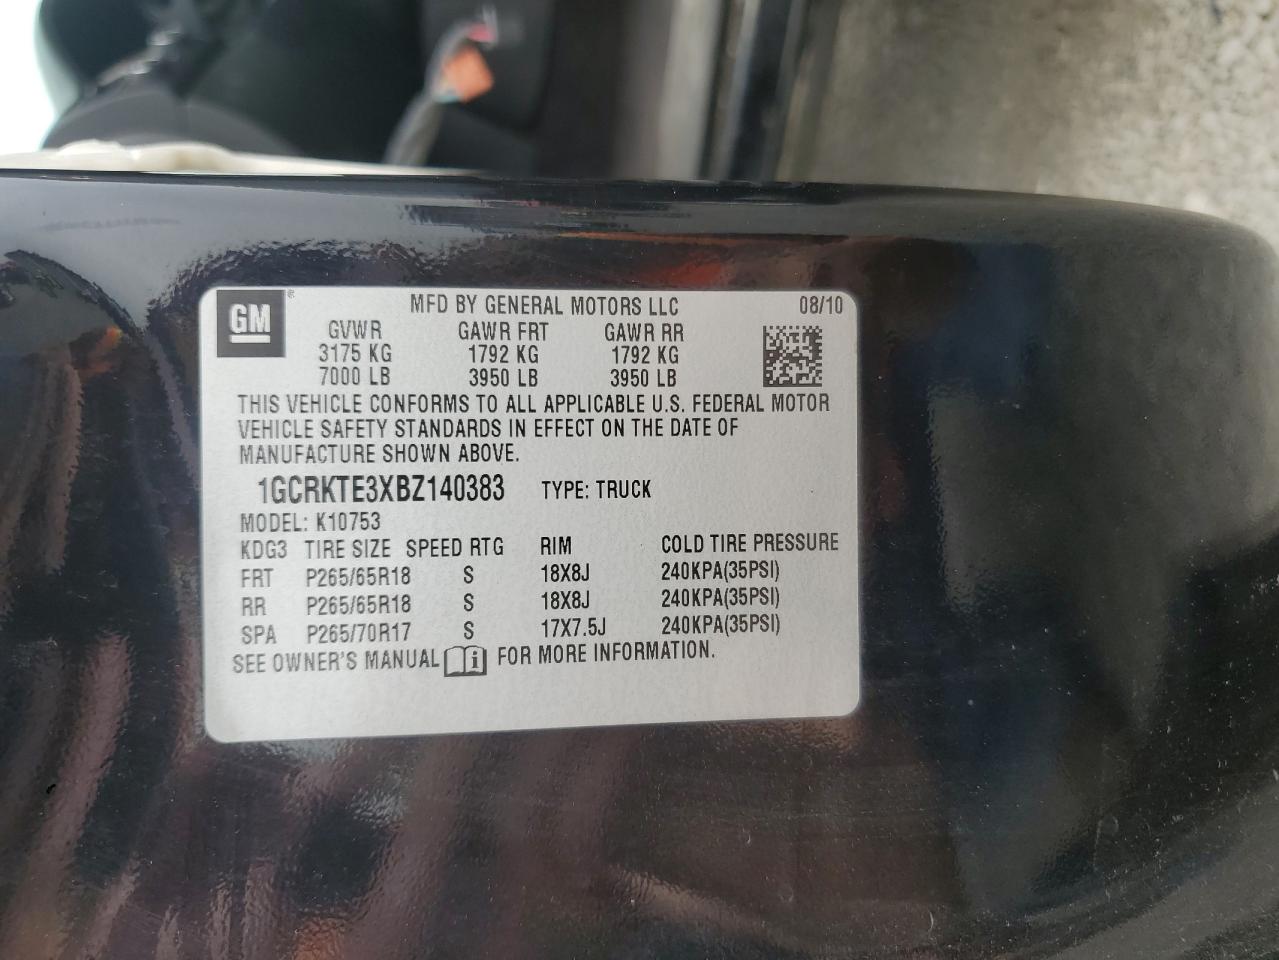 GM
MFD BY GENERAL MOTORS LLC 08/10
GVWR GAWR FRT GAWR RR
3175 KG 1792 KG 1792 KG
7000 LB 3950 LB 3950 LB
THIS VEHICLE CONFORMS TO ALL APPLICABLE U.S. FEDERAL MOTOR
VEHICLE SAFETY STANDARDS IN EFFECT ON THE DATE OF
MANUFACTURE SHOWN ABOVE.
1GCRKTE3XBZ140383 TYPE: TRUCK
MODEL: K10753
KDG3 TIRE SIZE SPEED RTG RIM COLD TIRE PRESSURE
FRT P265/65R18 S 18X8J 240KPA(35PSI)
RR P265/65R18 S 18X8J 240KPA(35PSI)
SPA P265/70R17 S 17X7.5J 240KPA(35PSI)
SEE OWNER'S MANUAL i FOR MORE INFORMATION.